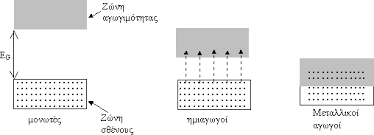 Ζώνη
αγωγιμότητας
E_G
Ζώνη
σθένους
μονωτές
ημιαγωγοί
Μεταλλικοί
αγωγοί